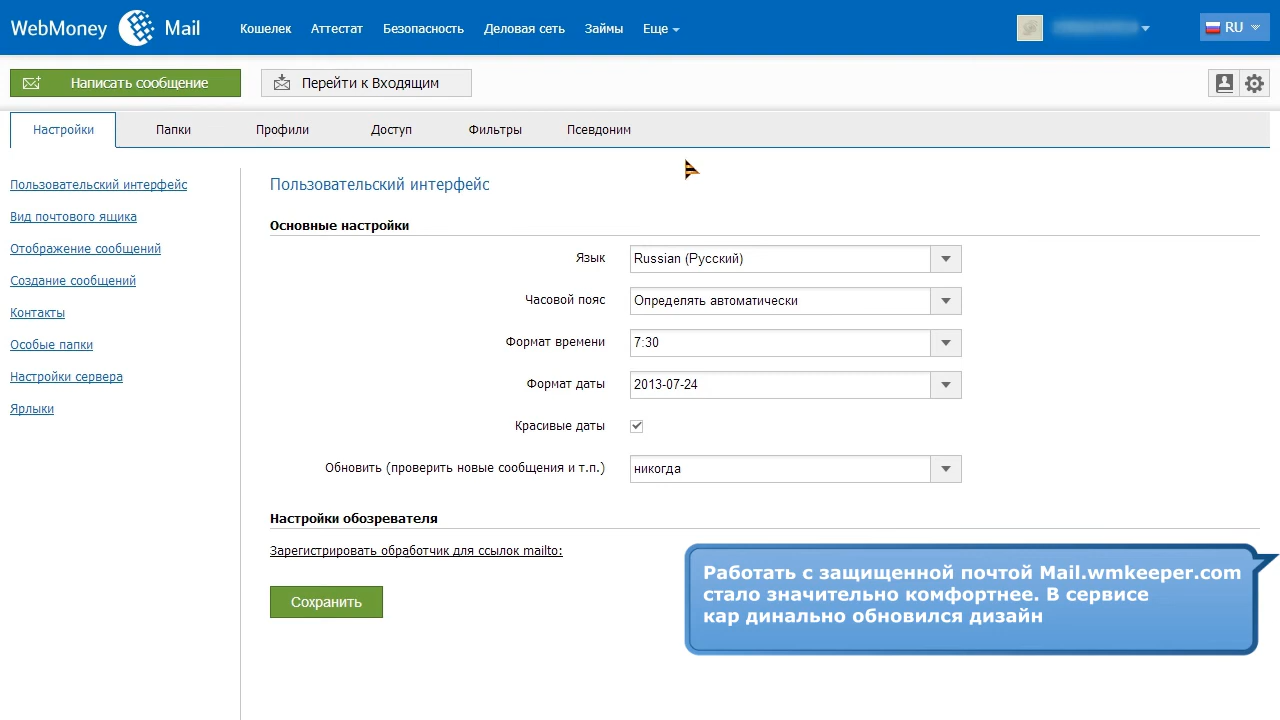 WebMoney Mail Кошелек Аттестат Безопасность Деловая сеть Займы Еще RU
Написать сообщение Перейти к Входящим
Настройки Папки Профили Доступ Фильтры Псевдоним
Пользовательский интерфейс
Вид почтового ящика
Отображение сообщений
Создание сообщений
Контакты
Особые папки
Настройки сервера
Ярлыки
Пользовательский интерфейс
Основные настройки
Язык Russian (Русский)
Часовой пояс Определять автоматически
Формат времени 7:30
Формат даты 2013-07-24
Красивые даты
Обновить (проверить новые сообщения и т.п.) никогда
Настройки обозревателя
Зарегистрировать обработчик для ссылок mailto:
Сохранить
Работать с защищенной почтой Mail.wmkeeper.com
стало значительно комфортнее. В сервисе
кар динально обновился дизайн